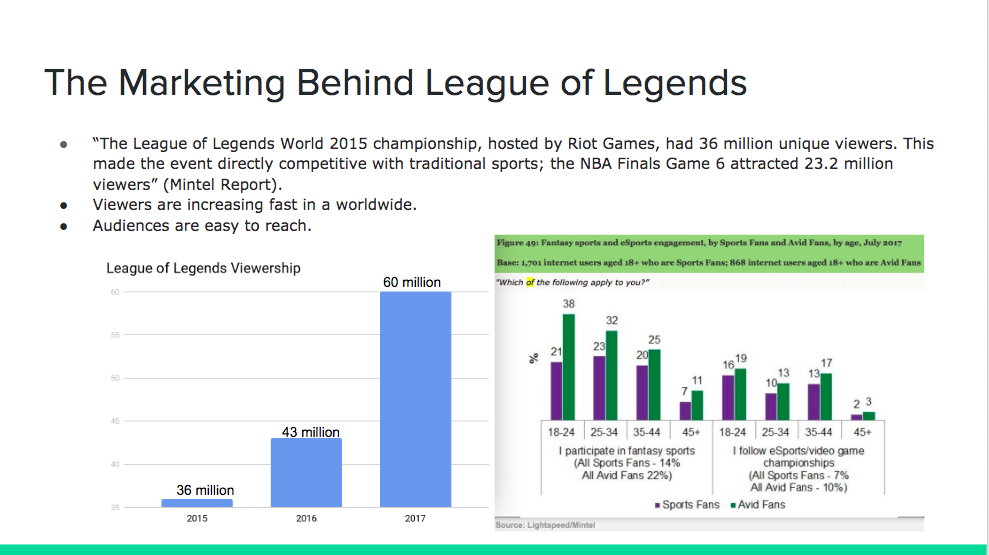 The Marketing Behind League of Legends
● “The League of Legends World 2015 championship, hosted by Riot Games, had 36 million unique viewers. This
made the event directly competitive with traditional sports; the NBA Finals Game 6 attracted 23.2 million
viewers” (Mintel Report).
● Viewers are increasing fast in a worldwide.
● Audiences are easy to reach.
League of Legends Viewership
60
55
50
45
40
35
36 million
43 million
60 million
2015
2016
2017
Figure 49: Fantasy sports and eSports engagement, by Sports Fans and Avid Fans, by age, July 2017
Base: 1,701 internet users aged 18+ who are Sports Fans; 868 internet users aged 18+ who are Avid Fans
"Which of the following apply to you?"
%
21 38 23 32 20 25 7 11 16 19 10 13 13 17 2 3
18-24 25-34 35-44 45+ 18-24 25-34 35-44 45+
I participate in fantasy sports
(All Sports Fans - 14%
All Avid Fans 22%)
I follow eSports/video game
championships
(All Sports Fans - 7%
All Avid Fans - 10%)
Sports Fans Avid Fans
Source: Lightspeed/Mintel